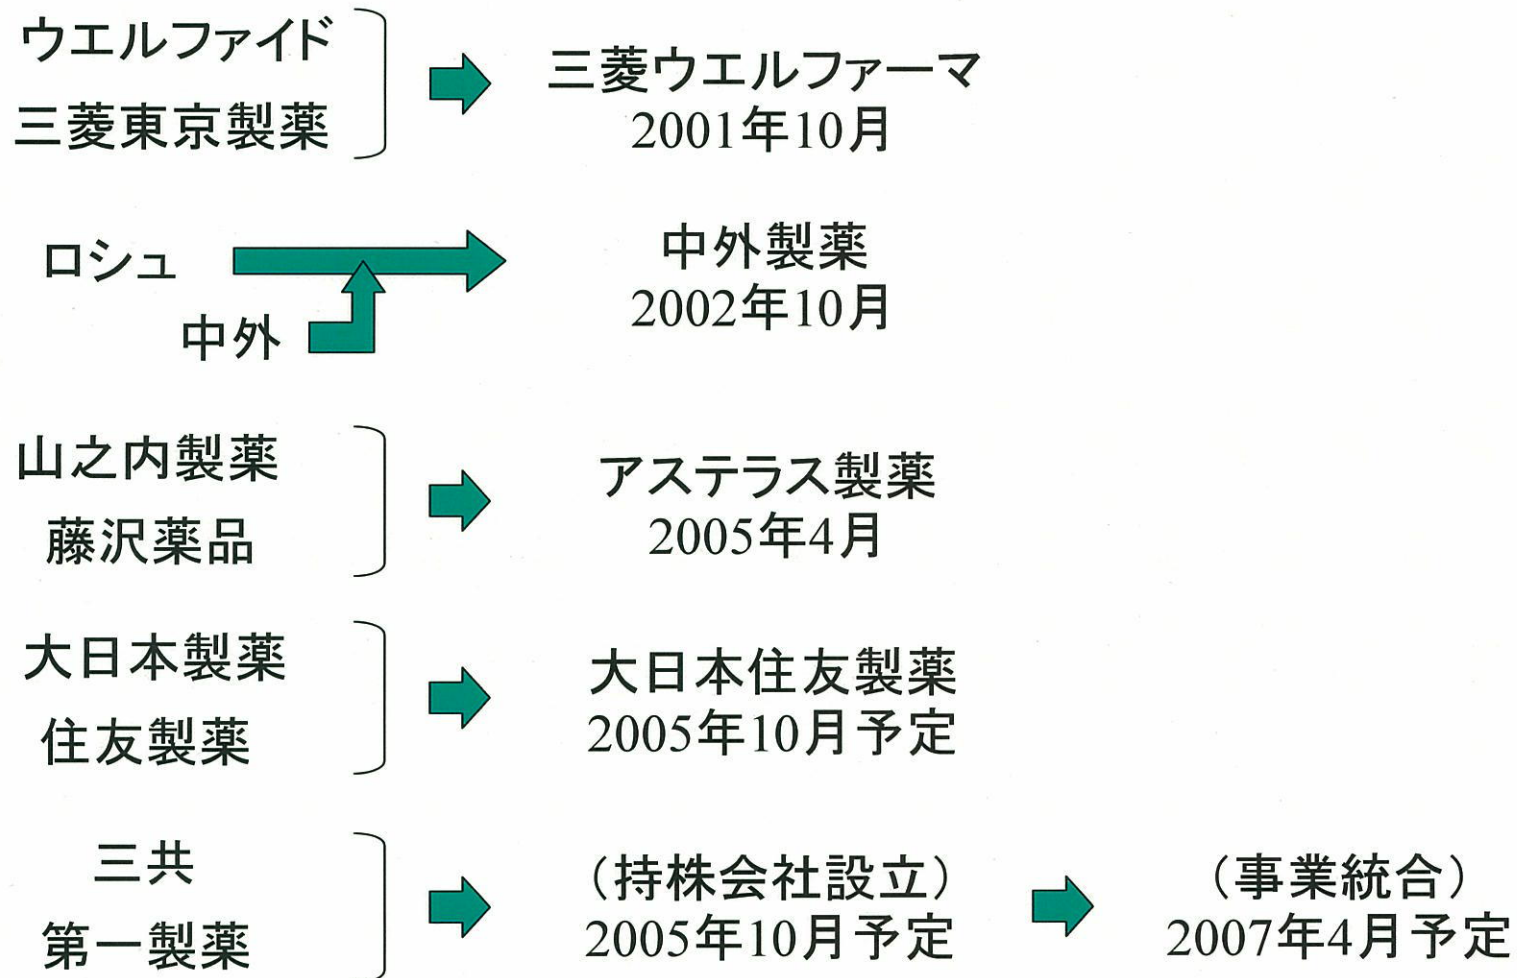 ウエルファイド
三菱東京製薬
三菱ウエルファーマ
2001年10月
ロシュ
中外
中外製薬
2002年10月
山之内製薬
藤沢薬品
アステラス製薬
2005年4月
大日本製薬
住友製薬
大日本住友製薬
2005年10月予定
三共
第一製薬
（持株会社設立）
2005年10月予定
（事業統合）
2007年4月予定